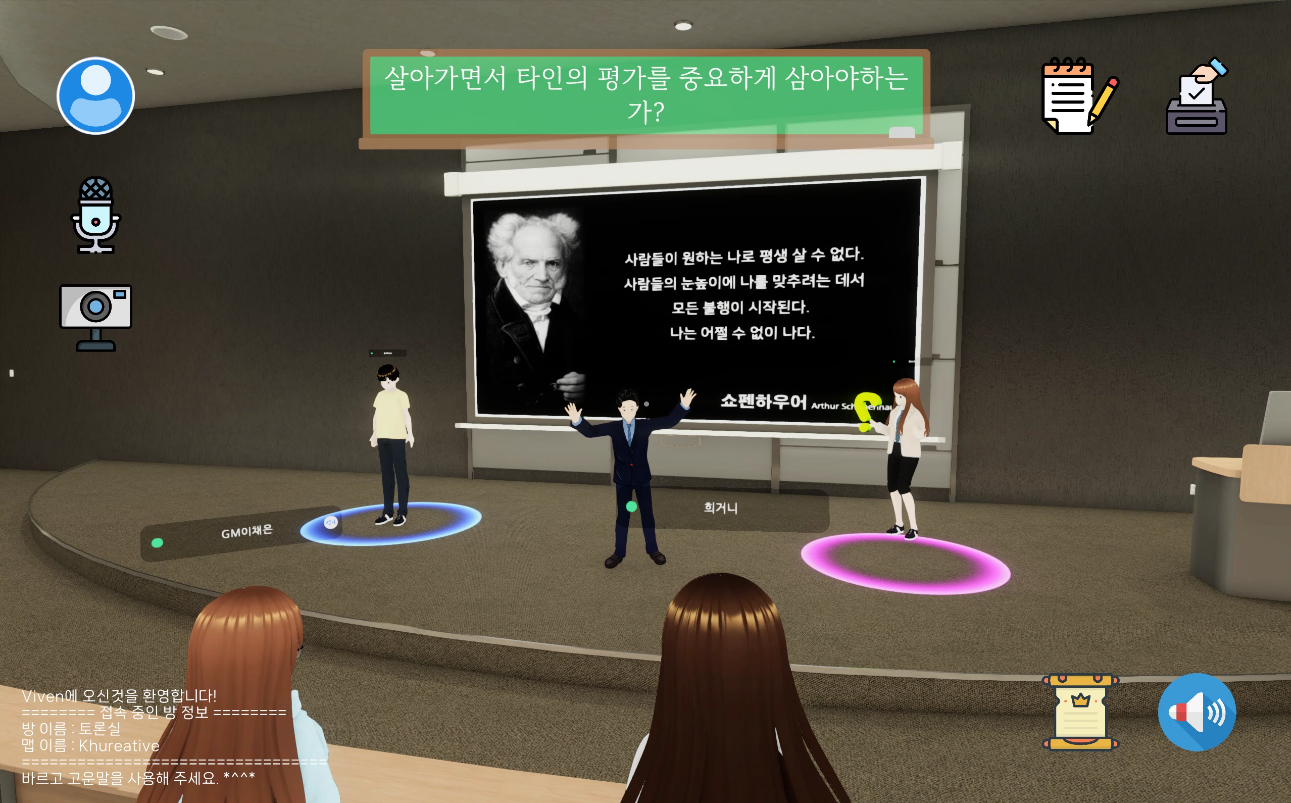 살아가면서 타인의 평가를 중요하게 삼아야하는
가?
사람들이 원하는 나로 평생 살 수 없다.
사람들의 눈높이에 나를 맞추려는 데서
모든 불행이 시작된다.
나는 어쩔 수 없이 나다.
쇼펜하우어 Arthur
GM이채은
희거니
Viven에 오신것을 환영합니다!
======== 접속 중인 방 정보 ========
방 이름 : 토론실
맵 이름 : Khureative
===============================
바르고 고운말을 사용해 주세요. *^^*